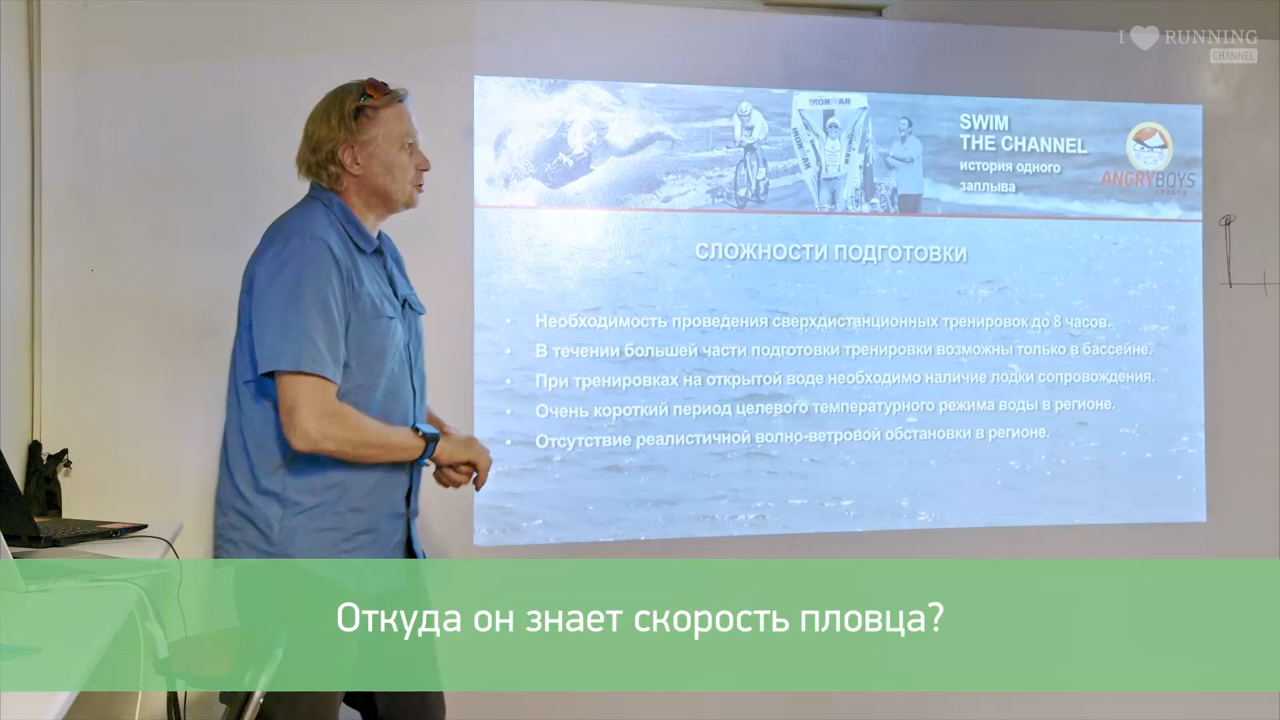 I RUNNING
CHANNEL
IRONMAN
SWIM
THE CHANNEL
история одного
заплыва
ANGRYBOYS
SPORTS
СЛОЖНОСТИ ПОДГОТОВКИ
• Необходимость проведения сверхдистанционных тренировок до 8 часов.
• В течении большей части подготовки тренировки возможны только в бассейне.
• При тренировках на открытой воде необходимо наличие лодки сопровождения.
• Очень короткий период целевого температурного режима воды в регионе.
• Отсутствие реалистичной волно-ветровой обстановки в регионе.
Откуда он знает скорость пловца?